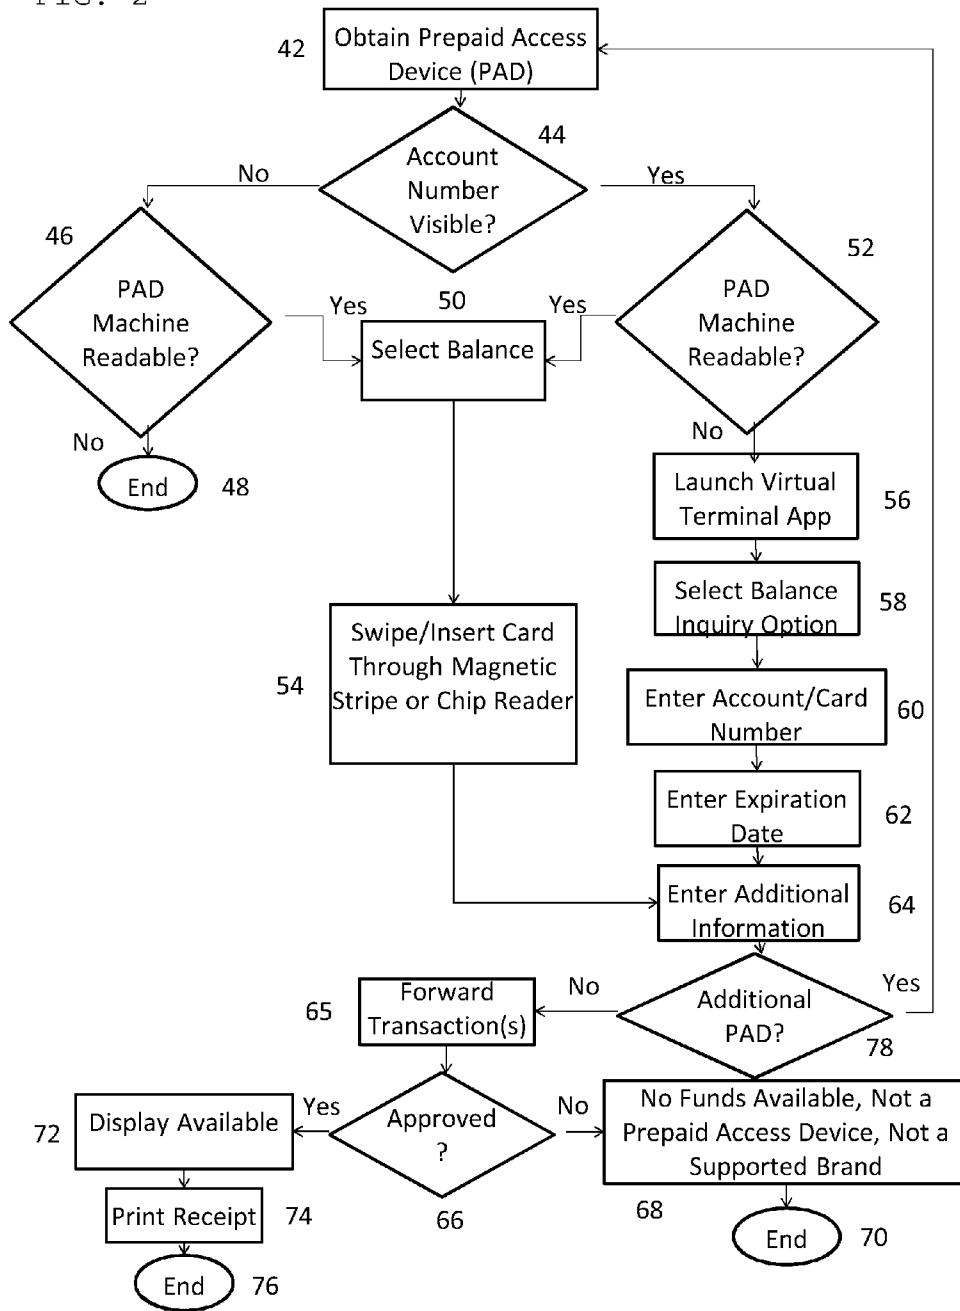 FIG. 2
42
Obtain Prepaid Access
Device (PAD)
44
Account
Number
Visible?
No
Yes
46
PAD
Machine
Readable?
Yes
50
Select Balance
Yes
52
PAD
Machine
Readable?
No
End
48
No
Launch Virtual
Terminal App
56
Select Balance
Inquiry Option
58
54
Swipe/Insert Card
Through Magnetic
Stripe or Chip Reader
Enter Account/Card
Number
60
Enter Expiration
Date
62
Enter Additional
Information
64
Additional
PAD?
78
Yes
No
65
Forward
Transaction(s)
Approved
?
66
Yes
No
72
Display Available
Print Receipt
74
End
76
No Funds Available, Not a
Prepaid Access Device, Not a
Supported Brand
68
End
70